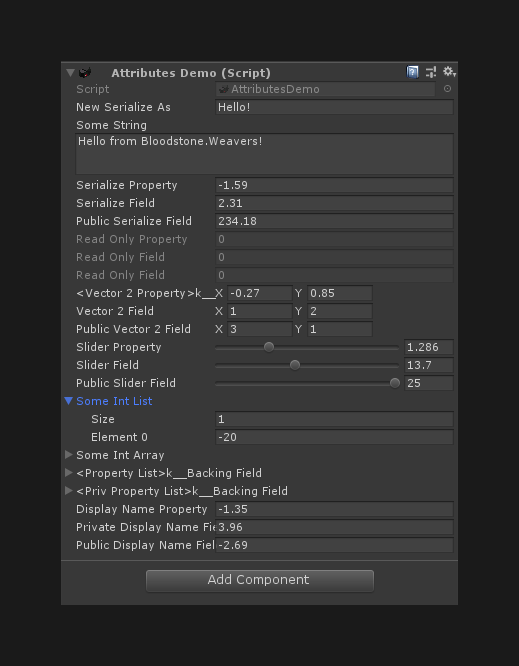 Attributes Demo (Script)
Script AttributesDemo
New Serialize As Hello!
Some String
Hello from Bloodstone.Weavers!
Serialize Property -1.59
Serialize Field 2.31
Public Serialize Field 234.18
Read Only Property 0
Read Only Field 0
Read Only Field 0
<Vector 2 Property>k__ X -0.27 Y 0.85
Vector 2 Field X 1 Y 2
Public Vector 2 Field X 3 Y 1
Slider Property 1.286
Slider Field 13.7
Public Slider Field 25
Some Int List
Size 1
Element 0 -20
Some Int Array
<Property List>k__Backing Field
<Priv Property List>k__Backing Field
Display Name Property -1.35
Private Display Name Fie 3.96
Public Display Name Fiel -2.69
Add Component